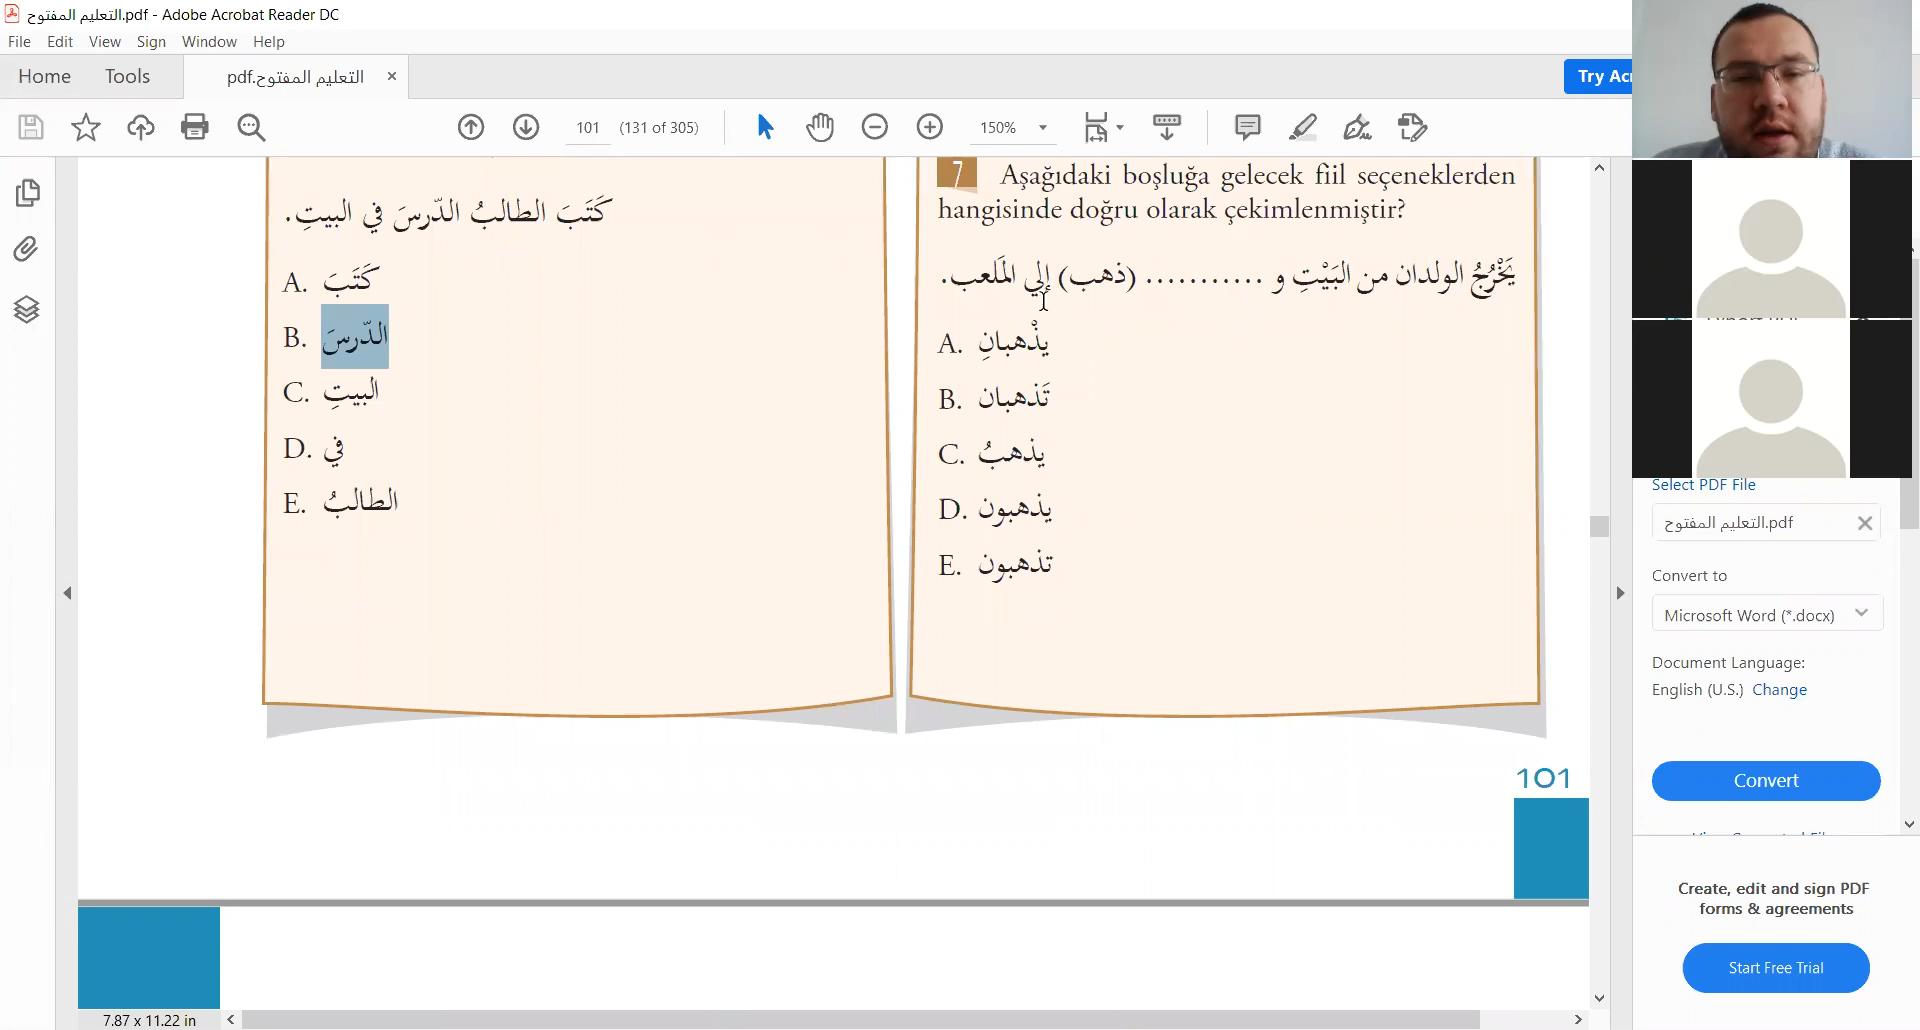 التعليم المفتوح.pdf - Adobe Acrobat Reader DC
File Edit View Sign Window Help
Home Tools التعليم المفتوح.pdf ×
Try Acr
101 (131 of 305) 150%
كَتَبَ الطالبُ الدّرسَ في البيتِ.
A. كَتَبَ
B. الدّرسَ
C. البيتِ
D. في
E. الطالبُ
7 Aşağıdaki boşluğa gelecek fiil seçeneklerden
hangisinde doğru olarak çekimlenmiştir?
يَخْرُجُ الولدان من البَيْتِ و ........... (ذهب) إلي المَلعب.
A. يذْهبانِ
B. تَذهبان
C. يذهبُ
D. يذهبون
E. تذهبون
101
7.87 x 11.22 in
Select PDF File
التعليم المفتوح.pdf
Convert to
Microsoft Word (*.docx)
Document Language:
English (U.S.) Change
Convert
Create, edit and sign PDF
forms & agreements
Start Free Trial